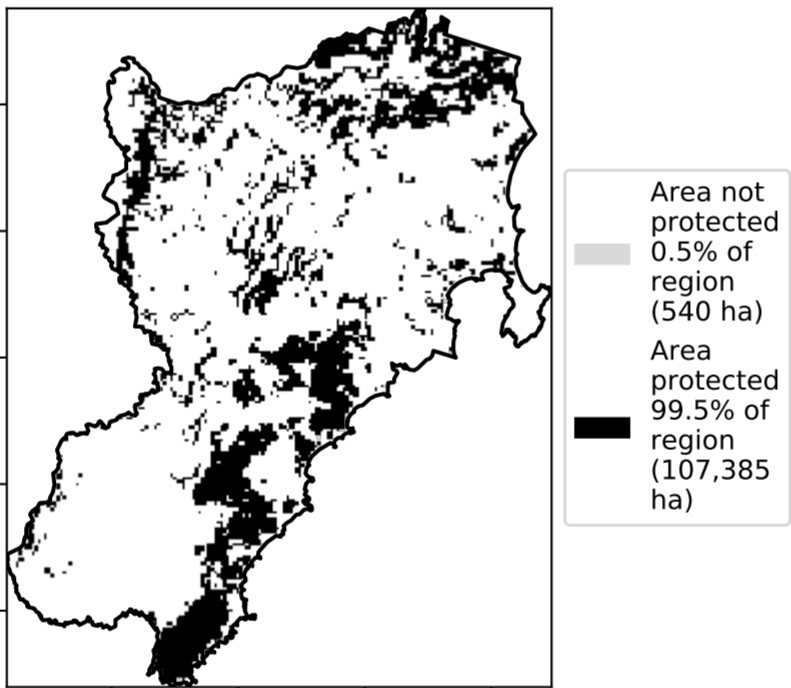 Area not
protected
0.5% of
region
(540 ha)
Area
protected
99.5% of
region
(107,385
ha)